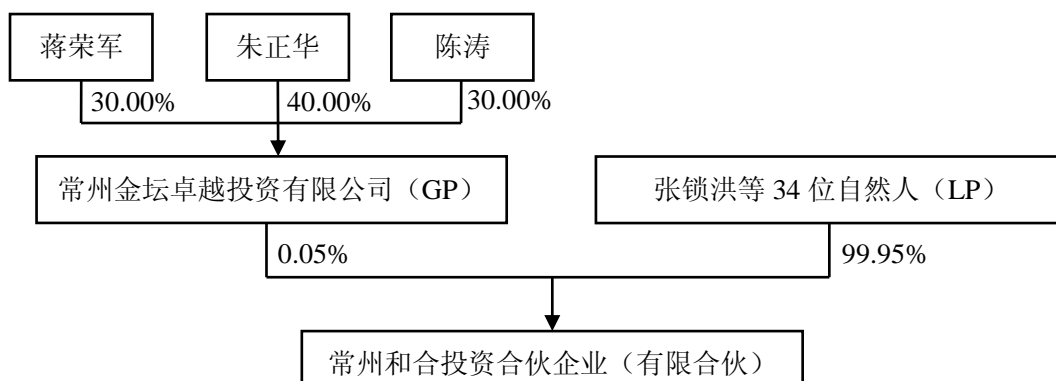 蒋荣军
朱正华
陈涛
30.00%
40.00%
30.00%
常州金坛卓越投资有限公司（GP）
张锁洪等 34 位自然人（LP）
0.05%
99.95%
常州和合投资合伙企业（有限合伙）